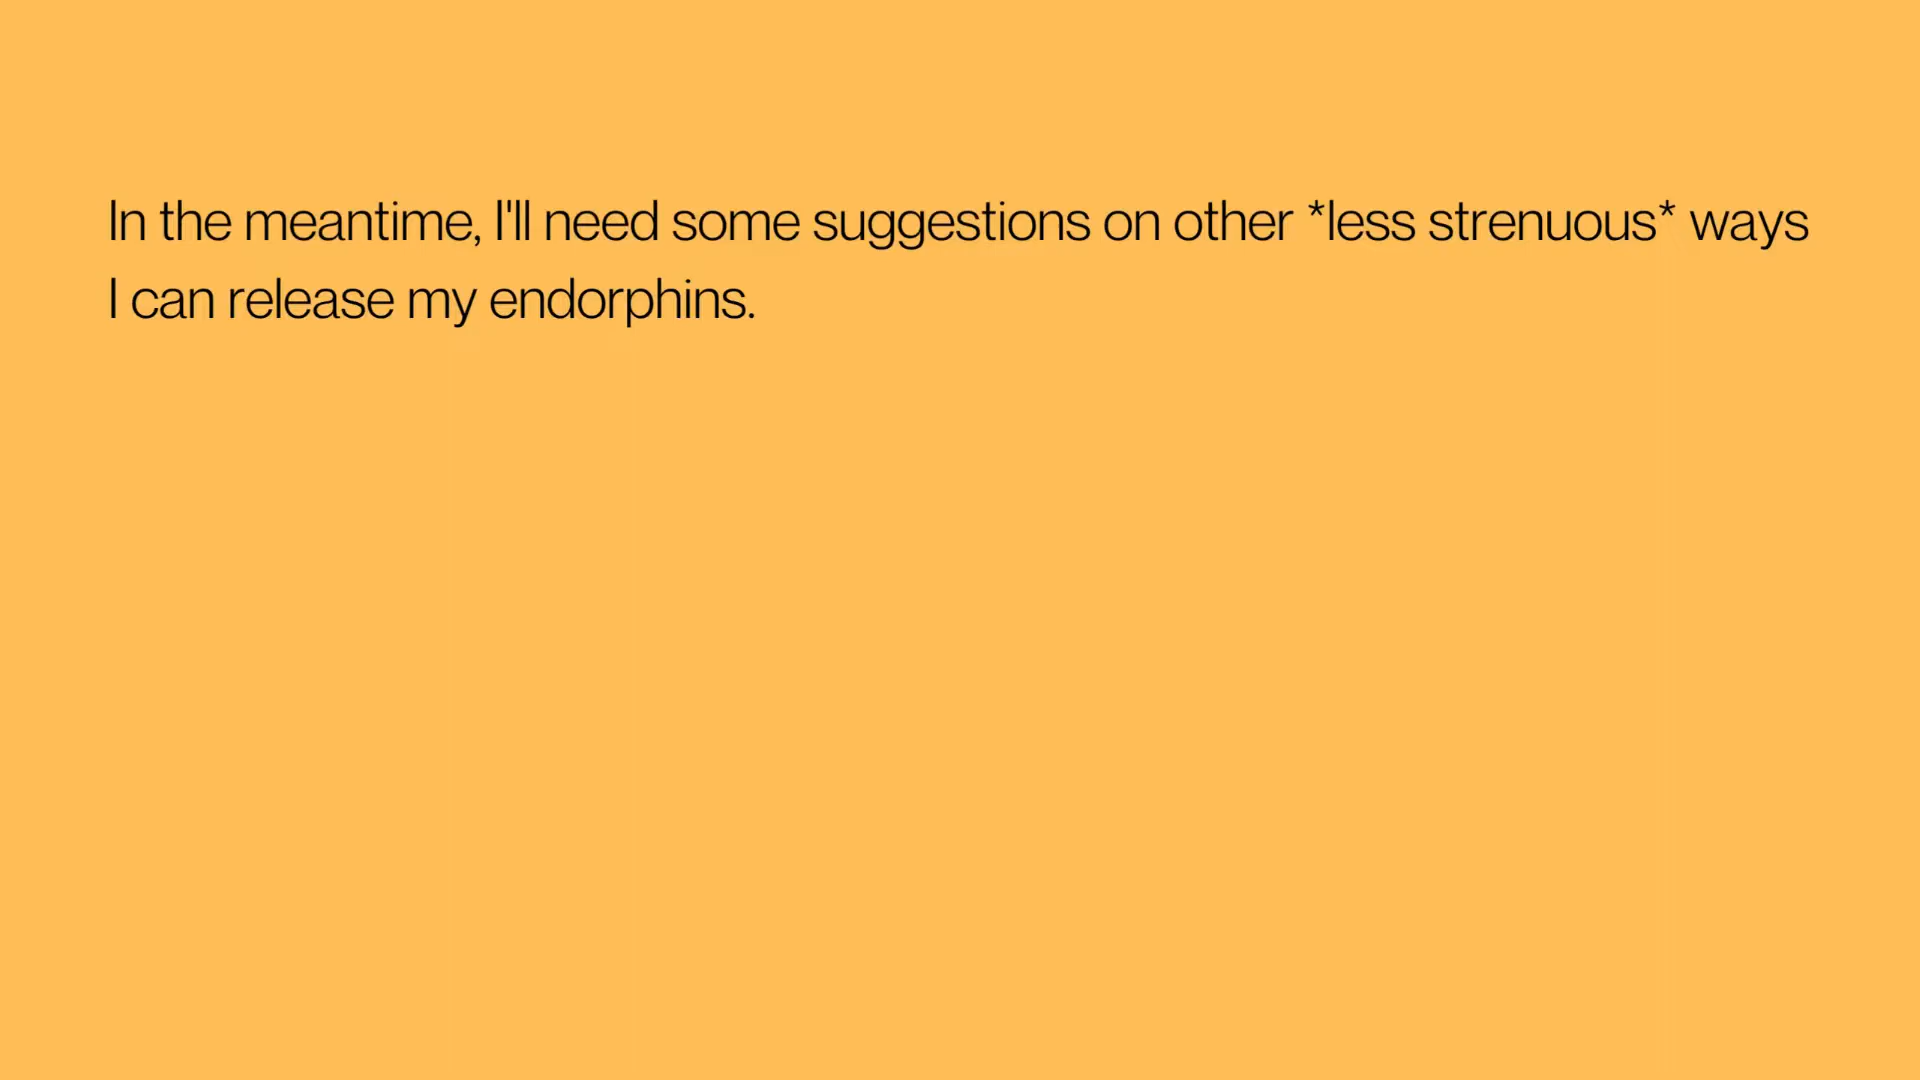 In the meantime, I'll need some suggestions on other *less strenuous* ways
I can release my endorphins.